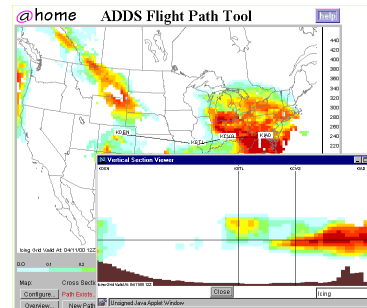 @home ADDS Flight Path Tool help
440
420
400
380
360
340
320
300
280
260
240
220
200
KDEN KSTL KCVG KIAD
Vertical Section Viewer
KSTL KCVG
Icing Grid Valid At: 04/11/00 12Z
0.0 0.1 0.2
Map: Cross Secti
Configure... Path Exists..
Close Icing
Overview... New Path
Unsigned Java Applet Window